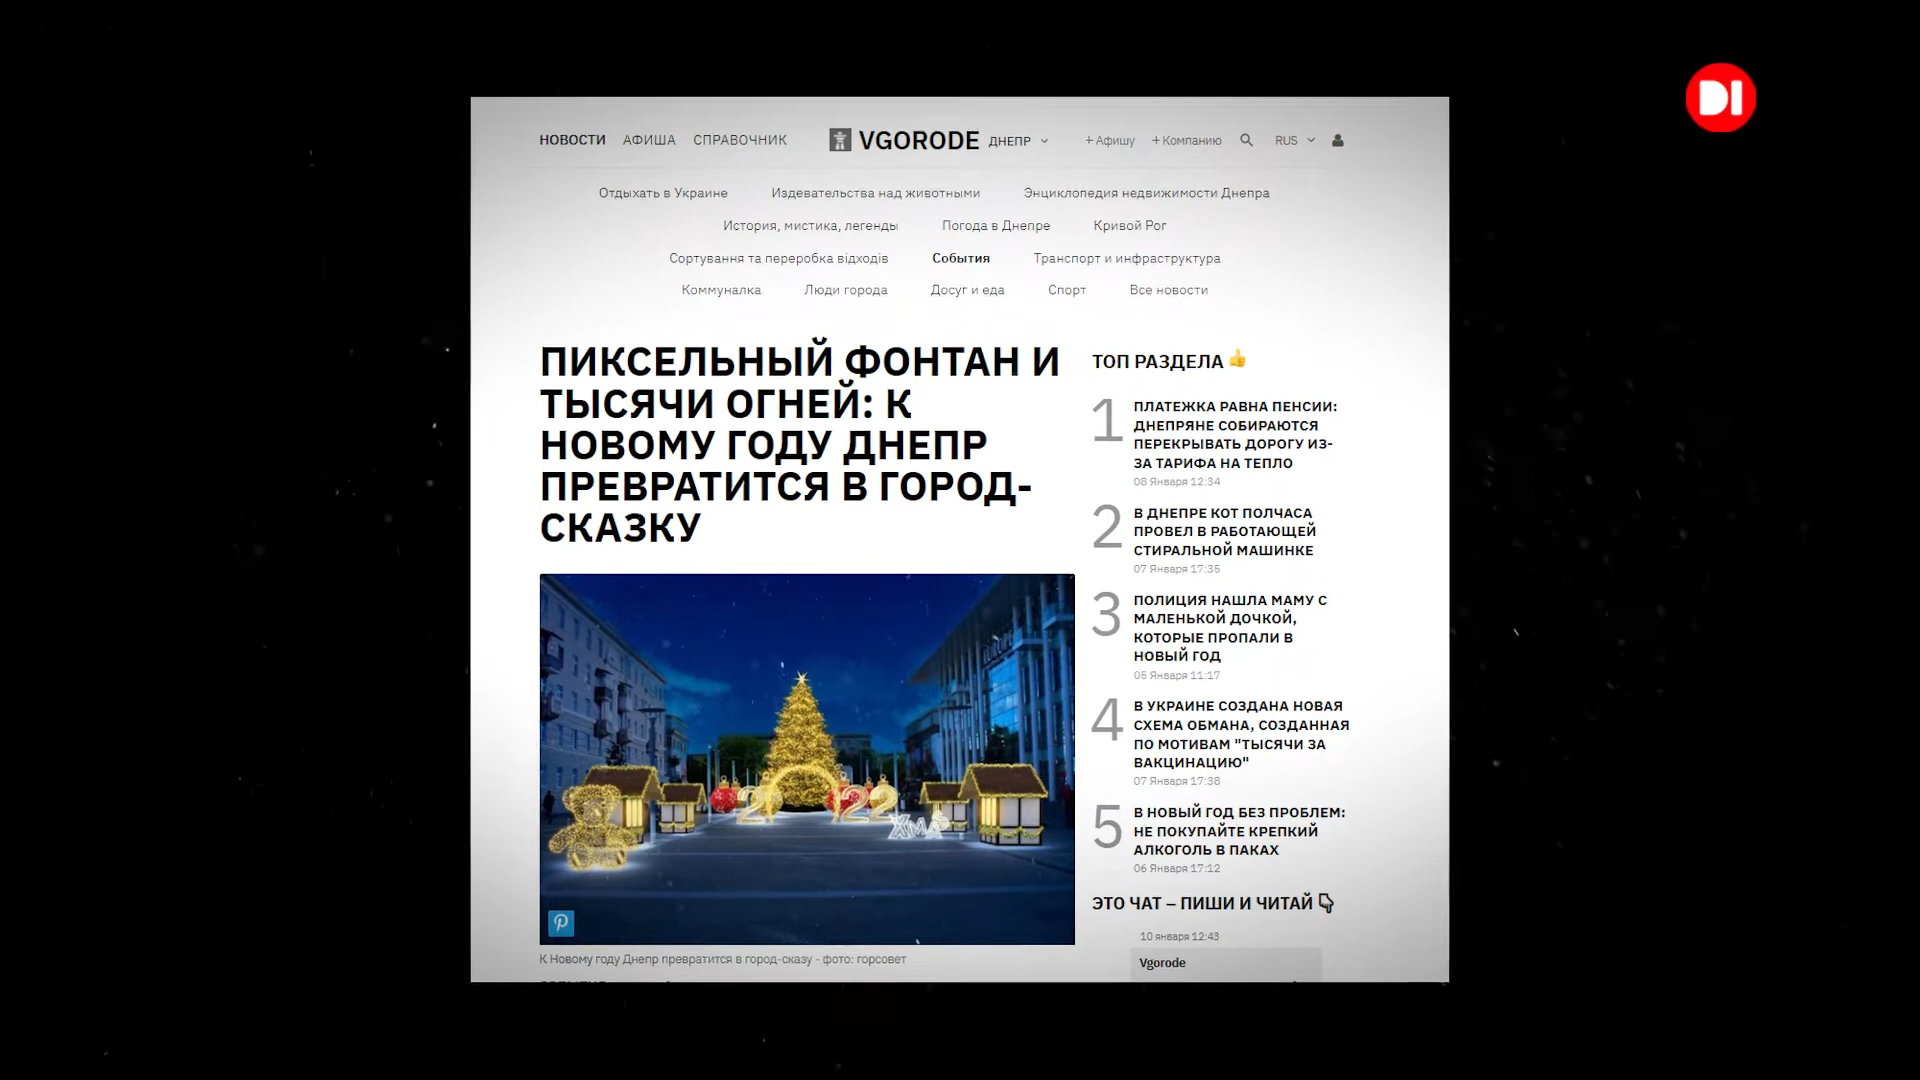 DI
НОВОСТИ АФИША СПРАВОЧНИК VGORODE ДНЕПР +Афишу +Компанию RUS
Отдыхать в Украине Издевательства над животными Энциклопедия недвижимости Днепра
История, мистика, легенды Погода в Днепре Кривой Рог
Сортування та переробка відходів События Транспорт и инфраструктура
Коммуналка Люди города Досуг и еда Спорт Все новости
ПИКСЕЛЬНЫЙ ФОНТАН И
ТЫСЯЧИ ОГНЕЙ: К
НОВОМУ ГОДУ ДНЕПР
ПРЕВРАТИТСЯ В ГОРОД-
СКАЗКУ
К Новому году Днепр превратится в город-сказу - фото: горсовет
ТОП РАЗДЕЛА 👍
1 ПЛАТЕЖКА РАВНА ПЕНСИИ:
ДНЕПРЯНЕ СОБИРАЮТСЯ
ПЕРЕКРЫВАТЬ ДОРОГУ ИЗ-
ЗА ТАРИФА НА ТЕПЛО
08 Января 12:34
2 В ДНЕПРЕ КОТ ПОЛЧАСА
ПРОВЕЛ В РАБОТАЮЩЕЙ
СТИРАЛЬНОЙ МАШИНКЕ
07 Января 17:35
3 ПОЛИЦИЯ НАШЛА МАМУ С
МАЛЕНЬКОЙ ДОЧКОЙ,
КОТОРЫЕ ПРОПАЛИ В
НОВЫЙ ГОД
05 Января 11:17
4 В УКРАИНЕ СОЗДАНА НОВАЯ
СХЕМА ОБМАНА, СОЗДАННАЯ
ПО МОТИВАМ "ТЫСЯЧИ ЗА
ВАКЦИНАЦИЮ"
07 Января 17:38
5 В НОВЫЙ ГОД БЕЗ ПРОБЛЕМ:
НЕ ПОКУПАЙТЕ КРЕПКИЙ
АЛКОГОЛЬ В ПАКАХ
06 Января 17:12
ЭТО ЧАТ – ПИШИ И ЧИТАЙ 👇
10 января 12:43
Vgorode